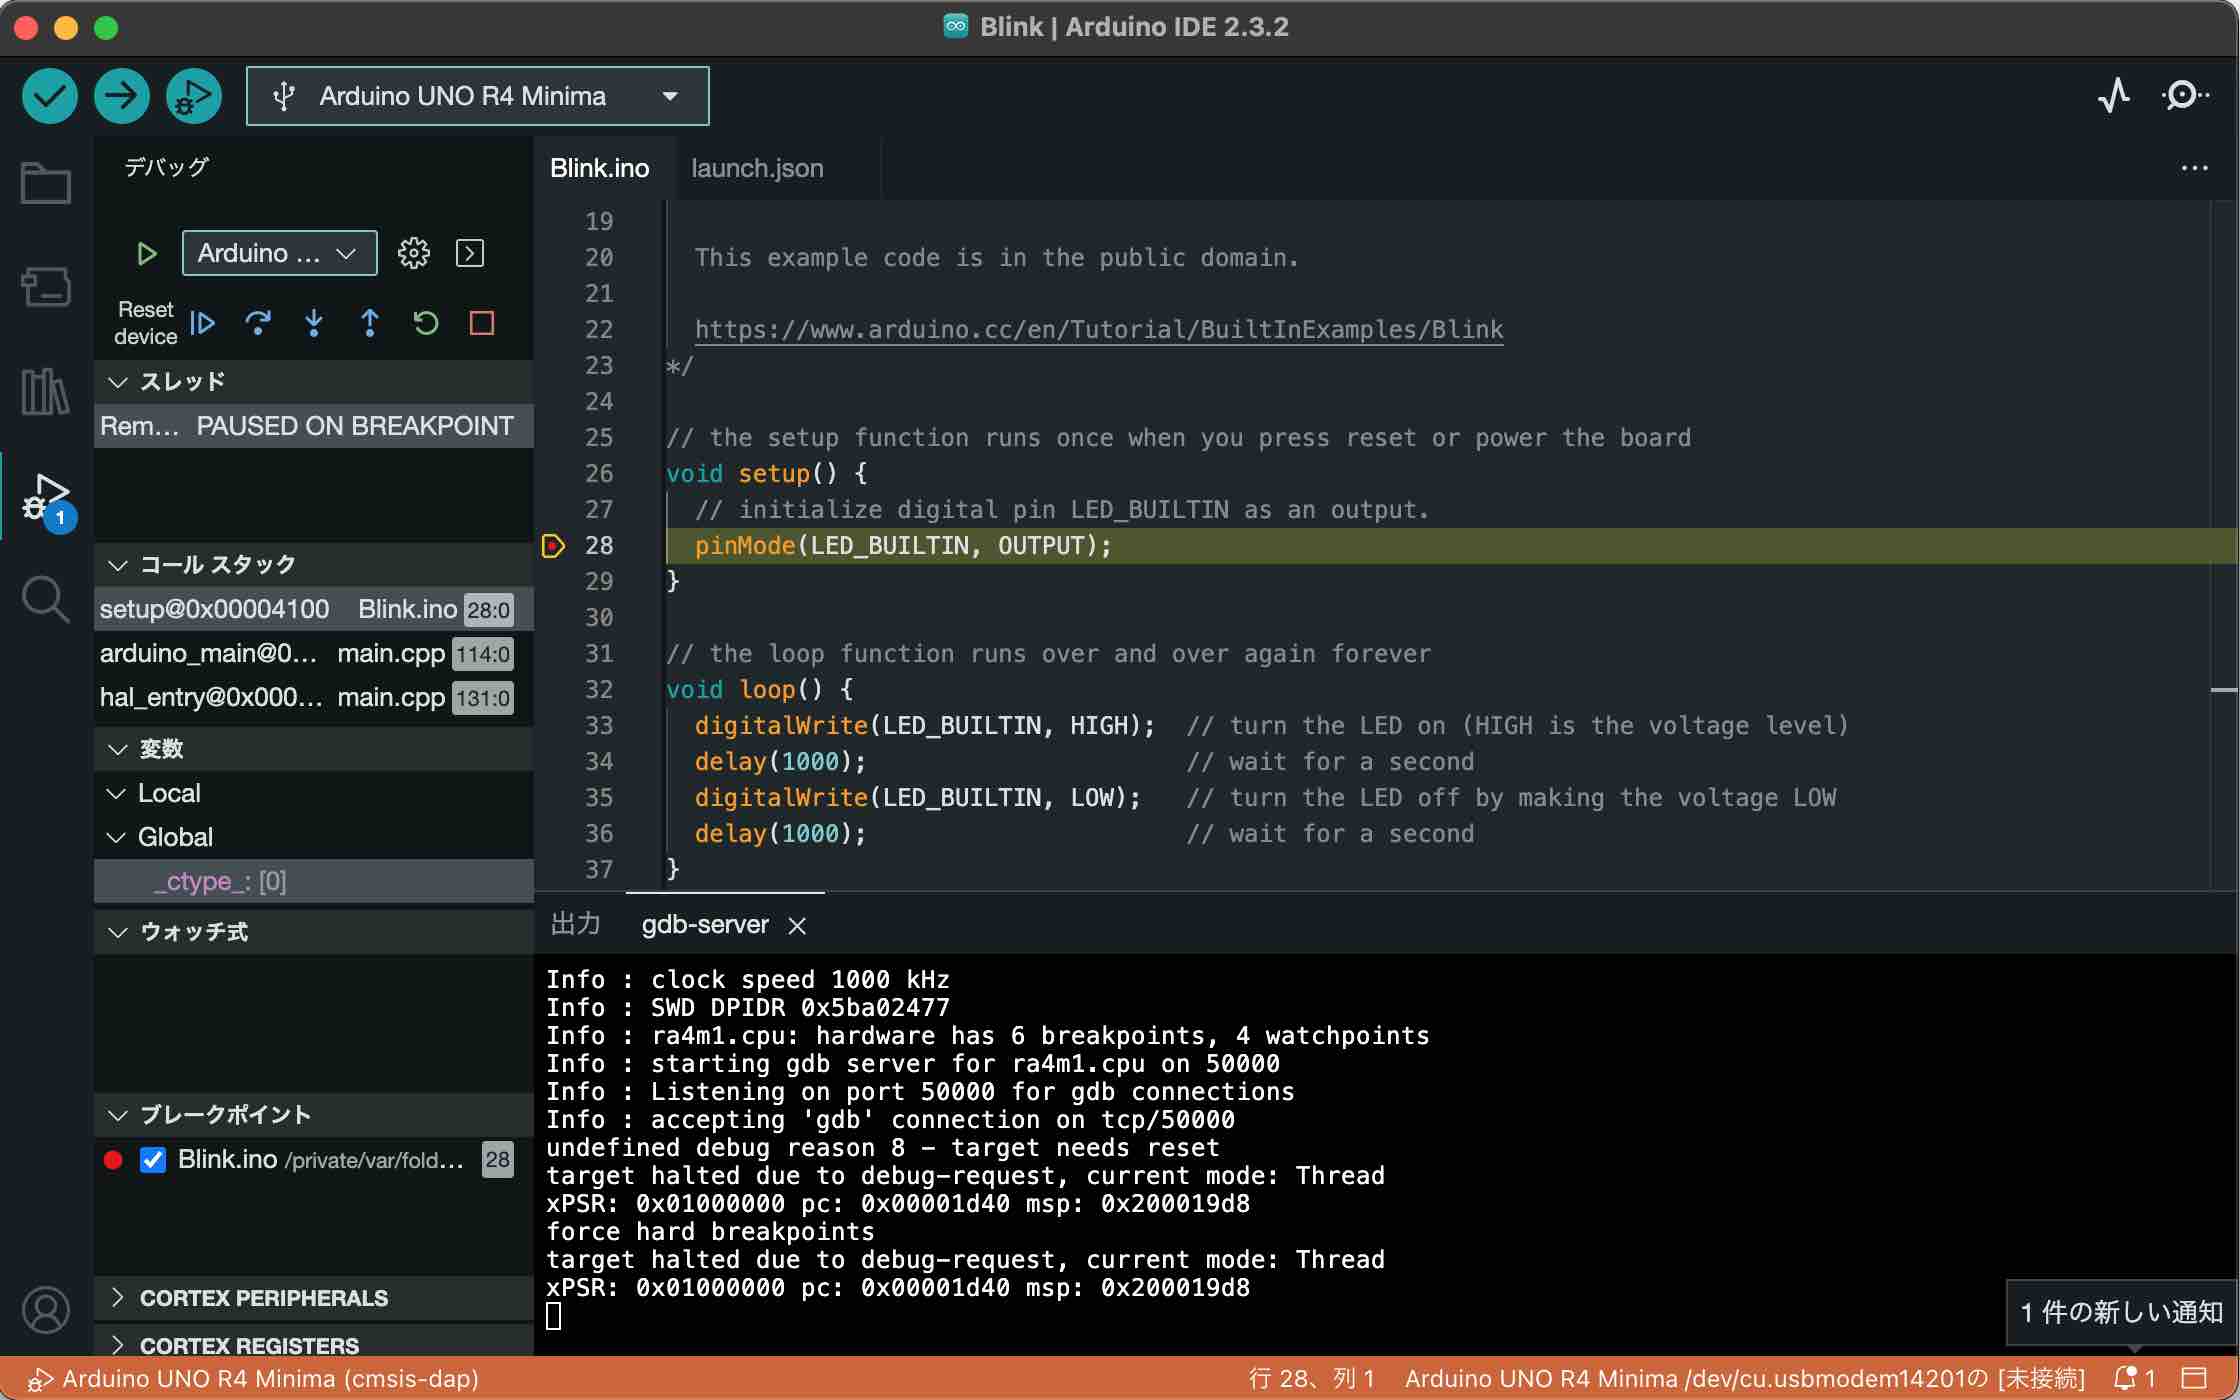 Blink | Arduino IDE 2.3.2
Arduino UNO R4 Minima
デバッグ
Arduino ...
Reset device
スレッド
Rem... PAUSED ON BREAKPOINT
コール スタック
setup@0x00004100 Blink.ino 28:0
arduino_main@0... main.cpp 114:0
hal_entry@0x000... main.cpp 131:0
変数
Local
Global
_ctype_: [0]
ウォッチ式
ブレークポイント
Blink.ino /private/var/fold... 28
CORTEX PERIPHERALS
CORTEX REGISTERS
1
Blink.ino launch.json
19
20 This example code is in the public domain.
21
22 https://www.arduino.cc/en/Tutorial/BuiltInExamples/Blink
23 */
24
25 // the setup function runs once when you press reset or power the board
26 void setup() {
27 // initialize digital pin LED_BUILTIN as an output.
28 pinMode(LED_BUILTIN, OUTPUT);
29 }
30
31 // the loop function runs over and over again forever
32 void loop() {
33 digitalWrite(LED_BUILTIN, HIGH); // turn the LED on (HIGH is the voltage level)
34 delay(1000); // wait for a second
35 digitalWrite(LED_BUILTIN, LOW); // turn the LED off by making the voltage LOW
36 delay(1000); // wait for a second
37 }
出力 gdb-server
Info : clock speed 1000 kHz
Info : SWD DPIDR 0x5ba02477
Info : ra4m1.cpu: hardware has 6 breakpoints, 4 watchpoints
Info : starting gdb server for ra4m1.cpu on 50000
Info : Listening on port 50000 for gdb connections
Info : accepting 'gdb' connection on tcp/50000
undefined debug reason 8 - target needs reset
target halted due to debug-request, current mode: Thread
xPSR: 0x01000000 pc: 0x00001d40 msp: 0x200019d8
force hard breakpoints
target halted due to debug-request, current mode: Thread
xPSR: 0x01000000 pc: 0x00001d40 msp: 0x200019d8
1 件の新しい通知
Arduino UNO R4 Minima (cmsis-dap)
行 28、列 1 Arduino UNO R4 Minima /dev/cu.usbmodem14201の [未接続] 1